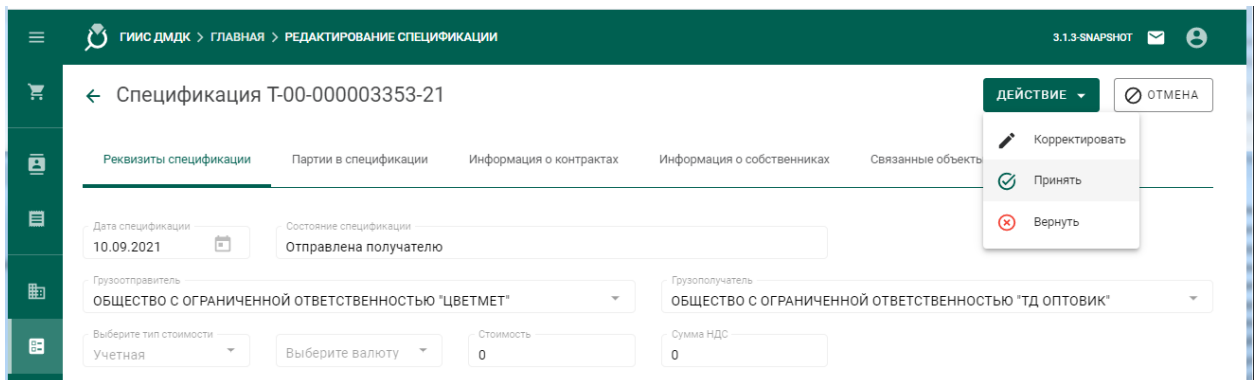 ГИИС ДМДК > ГЛАВНАЯ > РЕДАКТИРОВАНИЕ СПЕЦИФИКАЦИИ 3.1.3-SNAPSHOT
Спецификация Т-00-000003353-21 ДЕЙСТВИЕ ОТМЕНА
Реквизиты спецификации Партии в спецификации Информация о контрактах Информация о собственниках Связанные объекты
Корректировать
Принять
Вернуть
Дата спецификации Состояние спецификации
10.09.2021 Отправлена получателю
Грузоотправитель Грузополучатель
ОБЩЕСТВО С ОГРАНИЧЕННОЙ ОТВЕТСТВЕННОСТЬЮ "ЦВЕТМЕТ" ОБЩЕСТВО С ОГРАНИЧЕННОЙ ОТВЕТСТВЕННОСТЬЮ "ТД ОПТОВИК"
Выберите тип стоимости Стоимость Сумма НДС
Учетная Выберите валюту 0 0